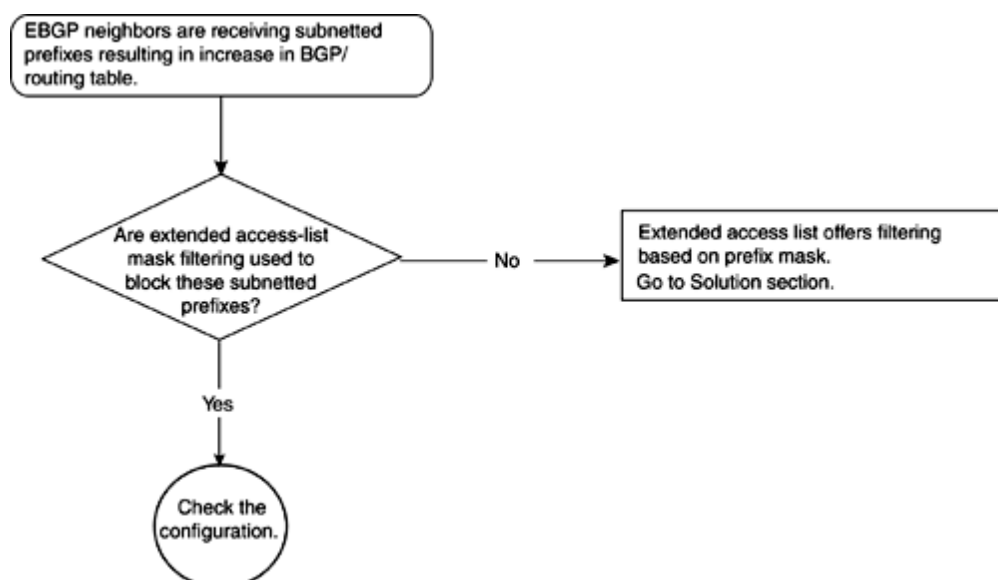 EBGP neighbors are receiving subnetted
prefixes resulting in increase in BGP/
routing table.
Are extended access-list
mask filtering used to
block these subnetted
prefixes?
No
Extended access list offers filtering
based on prefix mask.
Go to Solution section.
Yes
Check the
configuration.